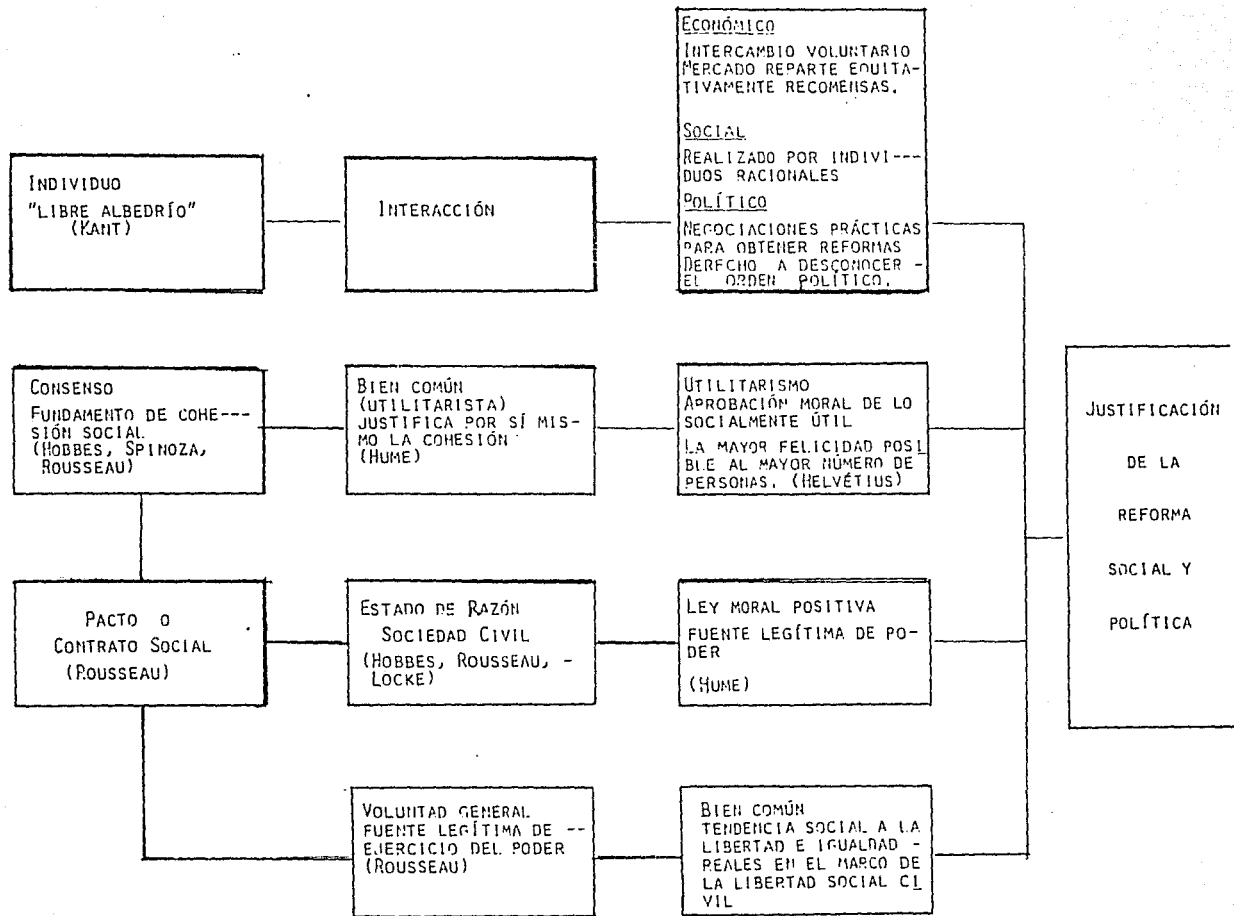 INDIVIDUO
"LIBRE ALBEDRÍO"
(KANT)
INTERACCIÓN
ECONÓMICO
INTERCAMBIO VOLUNTARIO
MERCADO REPARTE EQUITA-
TIVAMENTE RECOMENSAS.
SOCIAL
REALIZADO POR INDIVI---
DUOS RACIONALES
POLÍTICO
NEGOCIACIONES PRÁCTICAS
PARA OBTENER REFORMAS
DERECHO A DESCONOCER -
EL ORDEN POLÍTICO.
CONSENSO
FUNDAMENTO DE COHE---
SIÓN SOCIAL
(HOBBES, SPINOZA,
ROUSSEAU)
BIEN COMÚN
(UTILITARISTA)
JUSTIFICA POR SÍ MIS-
MO LA COHESIÓN
(HUME)
UTILITARISMO
APROBACIÓN MORAL DE LO
SOCIALMENTE ÚTIL
LA MAYOR FELICIDAD POSI
BLE AL MAYOR NÚMERO DE
PERSONAS. (HELVÉTIUS)
PACTO O
CONTRATO SOCIAL
(ROUSSEAU)
ESTADO DE RAZÓN
SOCIEDAD CIVIL
(HOBBES, ROUSSEAU, -
LOCKE)
LEY MORAL POSITIVA
FUENTE LEGÍTIMA DE PO-
DER
(HUME)
VOLUNTAD GENERAL
FUENTE LEGÍTIMA DE --
EJERCICIO DEL PODER
(ROUSSEAU)
BIEN COMÚN
TENDENCIA SOCIAL A LA
LIBERTAD E IGUALDAD -
REALES EN EL MARCO DE
LA LIBERTAD SOCIAL CI
VIL
JUSTIFICACIÓN
DE LA
REFORMA
SOCIAL Y
POLÍTICA